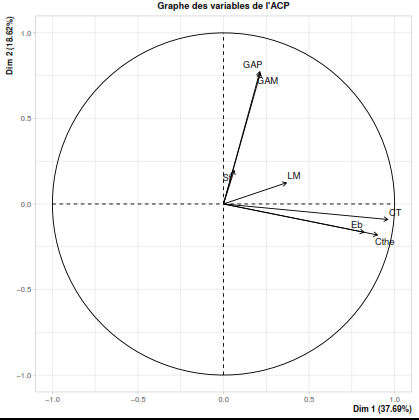 Graphe des variables de l'ACP
Dim 2 (18.62%)
1.0
0.5
0.0
−0.5
−1.0
GAP
GAM
LM
CT
Eb
Cthe
−1.0 −0.5 0.0 0.5 1.0
Dim 1 (37.69%)